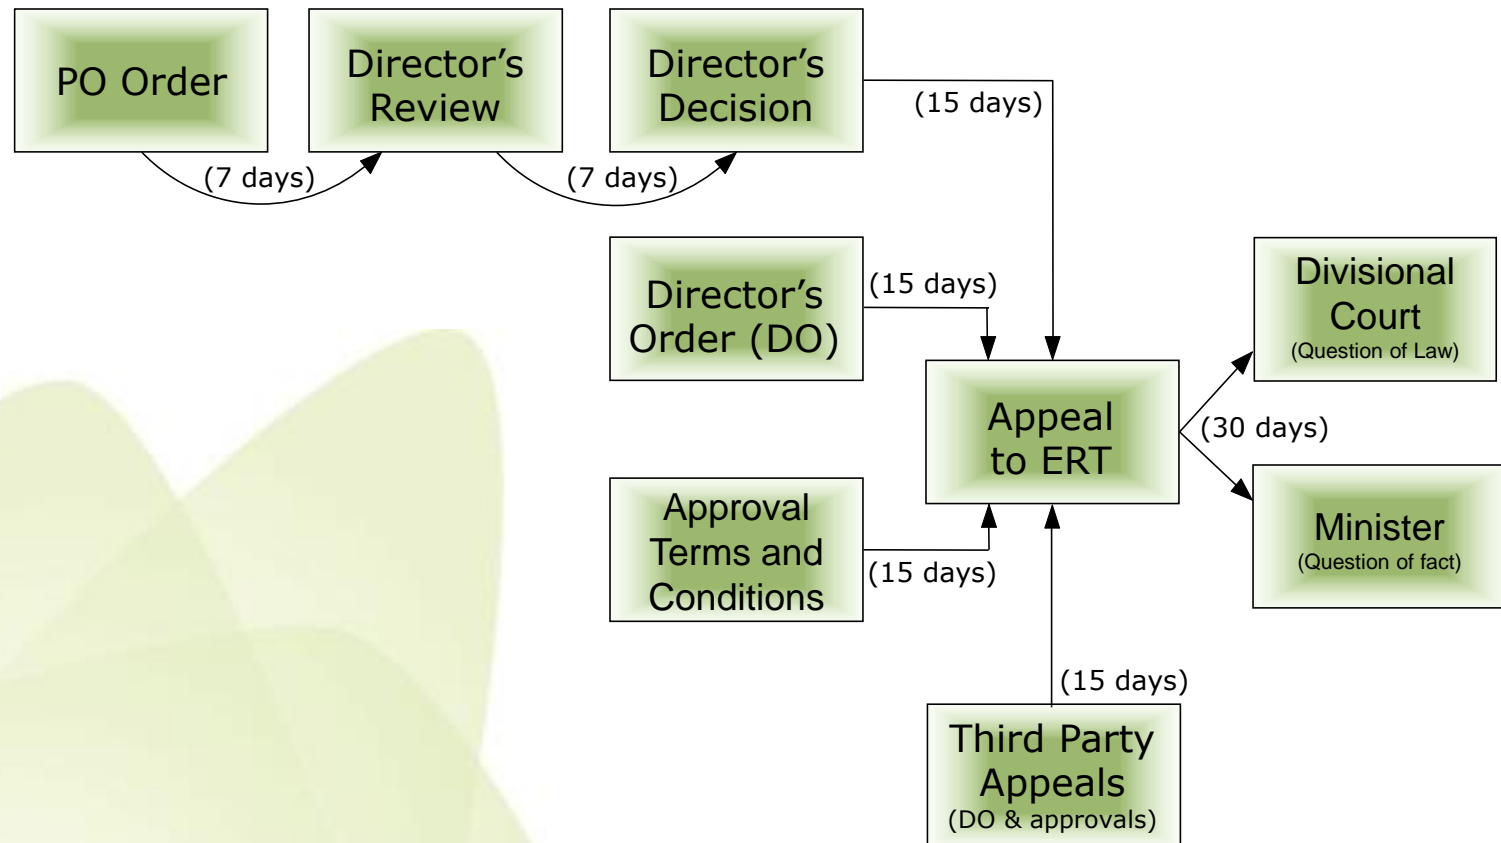 PO Order
Director’s
Review
Director’s
Decision
(7 days)
(7 days)
(15 days)
Director’s
Order (DO)
(15 days)
Divisional
Court
(Question of Law)
Appeal
to ERT
(30 days)
Approval
Terms and
Conditions
(15 days)
Minister
(Question of fact)
(15 days)
Third Party
Appeals
(DO & approvals)